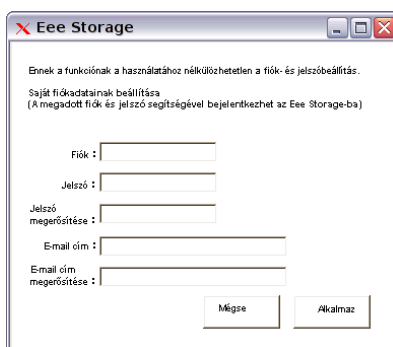 Eee Storage
Ennek a funkciónak a használatához nélkülözhetetlen a fiók- és jelszóbeállítás.
Saját fiókadatainak beállítása
(A megadott fiók és jelszó segítségével bejelentkezhet az Eee Storage-ba)
Fiók :
Jelszó :
Jelszó
megerősítése :
E-mail cím :
E-mail cím
megerősítése :
Mégse Alkalmaz